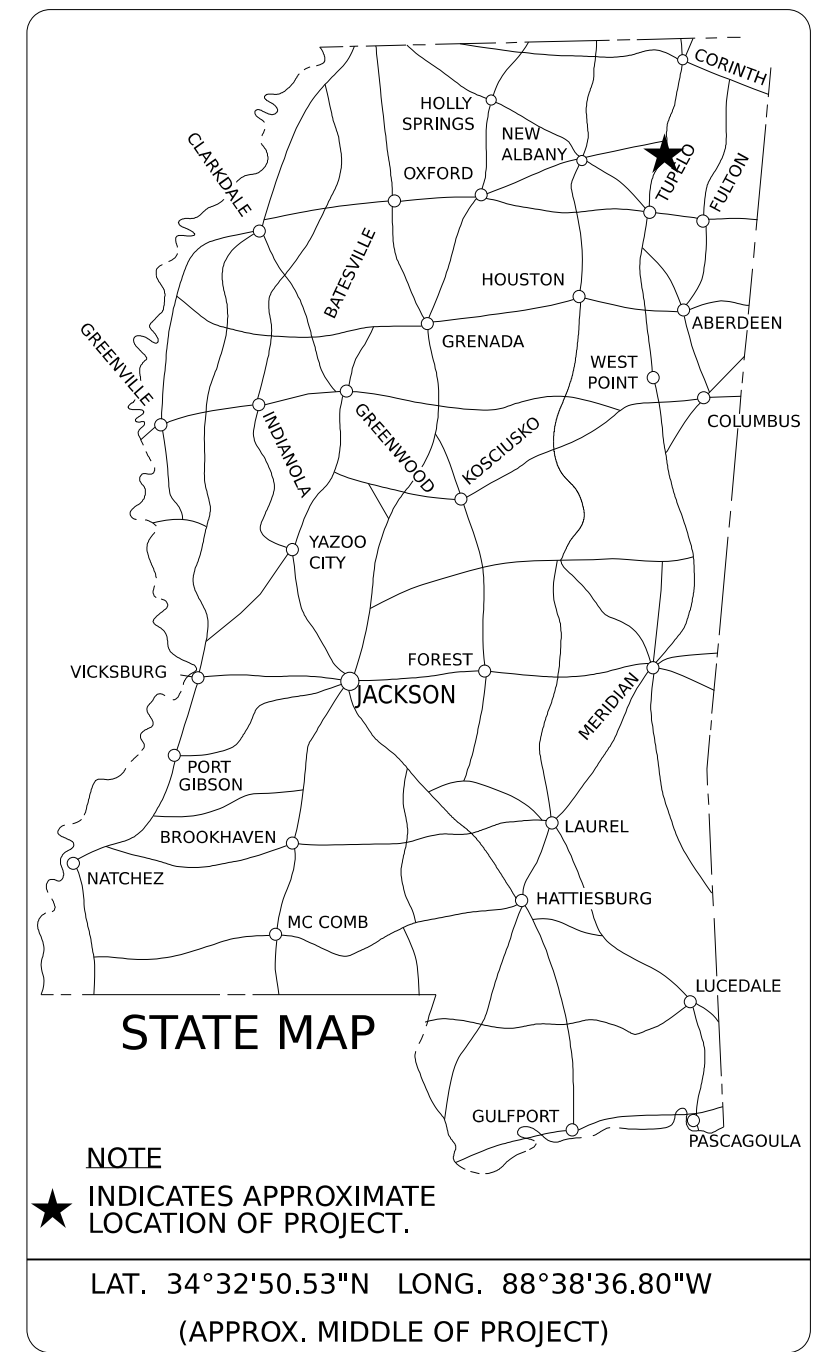 CORINTH
HOLLY
SPRINGS
NEW
ALBANY
CLARKDALE
OXFORD
TUPELO
FULTON
BATESVILLE
HOUSTON
ABERDEEN
GREENVILLE
GRENADA
WEST
POINT
COLUMBUS
INDIANOLA
GREENWOOD
KOSCIUSKO
YAZOO
CITY
VICKSBURG
FOREST
JACKSON
MERIDIAN
PORT
GIBSON
BROOKHAVEN
LAUREL
NATCHEZ
HATTIESBURG
MC COMB
LUCEDALE
STATE MAP
GULFPORT
PASCAGOULA
NOTE
INDICATES APPROXIMATE
LOCATION OF PROJECT.
LAT. 34°32'50.53"N LONG. 88°38'36.80"W
(APPROX. MIDDLE OF PROJECT)